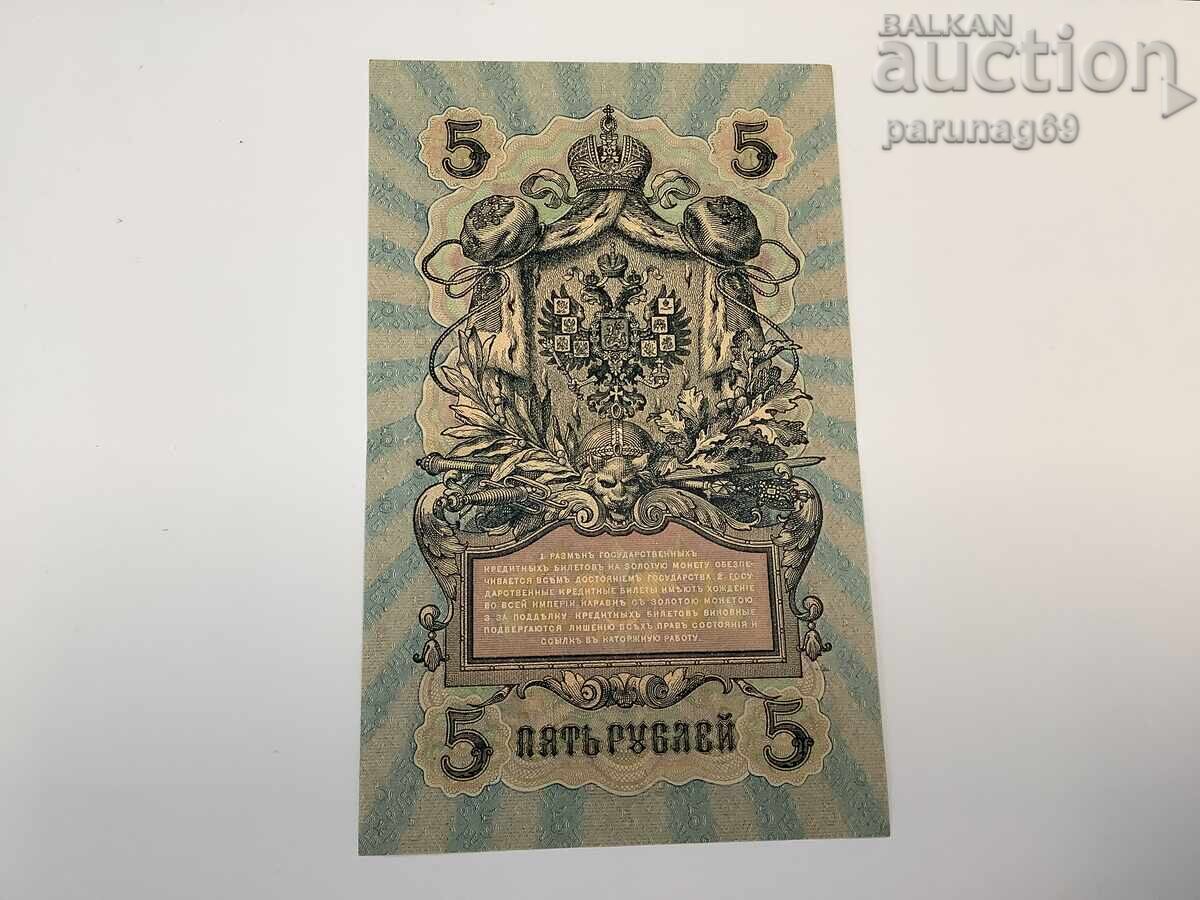 BALKAN
auction
parunag69
5 5
1. РАЗМѢНЪ ГОСУДАРСТВЕННЫХЪ
КРЕДИТНЫХЪ БИЛЕТОВЪ НА ЗОЛОТУЮ МОНЕТУ ОБЕЗПЕ-
ЧИВАЕТСЯ ВСѢМЪ ДОСТОЯНІЕМЪ ГОСУДАРСТВА. 2. ГОСУ-
ДАРСТВЕННЫЕ КРЕДИТНЫЕ БИЛЕТЫ ИМѢЮТЪ ХОЖДЕНІЕ
ВО ВСЕЙ ИМПЕРІИ, НАРАВНѢ СЪ ЗОЛОТОЮ МОНЕТОЮ.
3. ЗА ПОДДѢЛКУ КРЕДИТНЫХЪ БИЛЕТОВЪ ВИНОВНЫЕ
ПОДВЕРГАЮТСЯ ЛИШЕНІЮ ВСѢХЪ ПРАВЪ СОСТОЯНІЯ И
ССЫЛКѢ ВЪ КАТОРЖНУЮ РАБОТУ.
5 ПЯТЬ РУБЛЕЙ 5